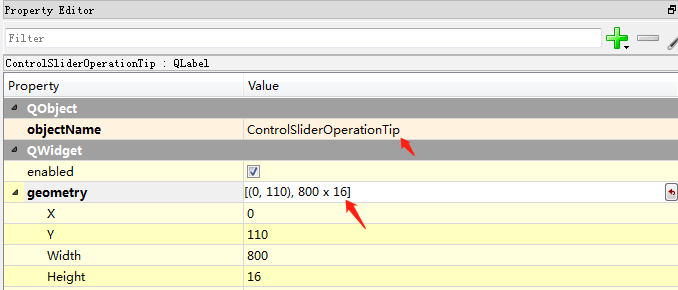 Property Editor
Filter
ControlSliderOperationTip : QLabel
Property Value
QObject
objectName ControlSliderOperationTip
QWidget
enabled
geometry [(0, 110), 800 x 16]
X 0
Y 110
Width 800
Height 16